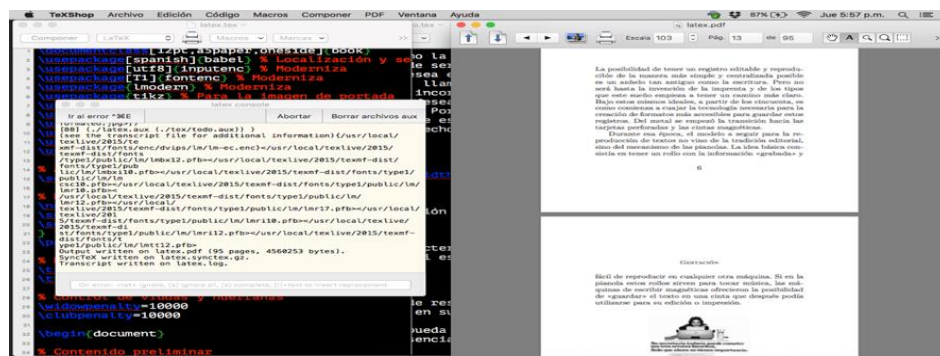 TeXShop Archivo Edición Código Macros Componer PDF Ventana Ayuda
87% Jue 5:57 p.m.
latex.tex
latex.pdf
Componer LaTeX Macros Marcas
Escala 103 Pág. 13 de 95
\documentclass[12pt,a5paper,oneside]{book}
\usepackage[spanish]{babel} % Localización y
\usepackage[utf8]{inputenc} % Moderniza
\usepackage[T1]{fontenc} % Moderniza
\usepackage{lmodern} % Moderniza
\usepackage{tikz} % Para la imagen de portada
latex console
Ir al error ^⌘E Abortar Borrar archivos aux
[88] (./latex.aux (./tex/todo.aux)) )
(see the transcript file for additional information){/usr/local/
texlive/2015/te
xmf-dist/fonts/enc/dvips/lm/lm-ec.enc}</usr/local/texlive/2015/
texmf-dist/fonts
/type1/public/lm/lmbx12.pfb></usr/local/texlive/2015/texmf-dist/
fonts/type1/pub
lic/lm/lmbxi10.pfb></usr/local/texlive/2015/texmf-dist/fonts/type1/
public/lm/lm
csc10.pfb></usr/local/texlive/2015/texmf-dist/fonts/type1/public/lm/
lmr10.pfb><
/usr/local/texlive/2015/texmf-dist/fonts/type1/public/lm/
lmr12.pfb></usr/local/
texlive/2015/texmf-dist/fonts/type1/public/lm/lmr17.pfb></usr/local/
texlive/201
5/texmf-dist/fonts/type1/public/lm/lmri10.pfb></usr/local/texlive/
2015/texmf-di
st/fonts/type1/public/lm/lmri12.pfb></usr/local/texlive/2015/texmf-
dist/fonts/t
ype1/public/lm/lmtt12.pfb>
Output written on latex.pdf (95 pages, 4560253 bytes).
SyncTeX written on latex.synctex.gz.
Transcript written on latex.log.
% Control de viudas y huérfanas
\widowpenalty=10000
\clubpenalty=10000
\begin{document}
% Contenido preliminar
La posibilidad de tener un registro editable y reprodu-
cible de la manera más simple y centralizada posible
es un anhelo tan antiguo como la escritura. Pero no
será hasta la invención de la imprenta y de los tipos
que este sueño empieza a tener un camino más claro.
Bajo estos mismos ideales, a partir de los cincuenta, es
como comienza a cuajar la tecnología necesaria para la
creación de formatos más accesibles para guardar estos
registros. Del metal se empezó la transición hacia las
tarjetas perforadas y las cintas magnéticas.
Durante esa época, el modelo a seguir para la re-
producción de textos no vino de la tradición editorial,
sino del mecanismo de las pianolas. La idea básica con-
sistía en tener un rollo con la información «grabada» y
6
Gestación
fácil de reproducir en cualquier otra máquina. Si en la
pianola estos rollos sirven para tocar música, las má-
quinas de escribir magnéticas ofrecieron la posibilidad
de «guardar» el texto en una cinta que después podía
utilizarse para su edición o impresión.